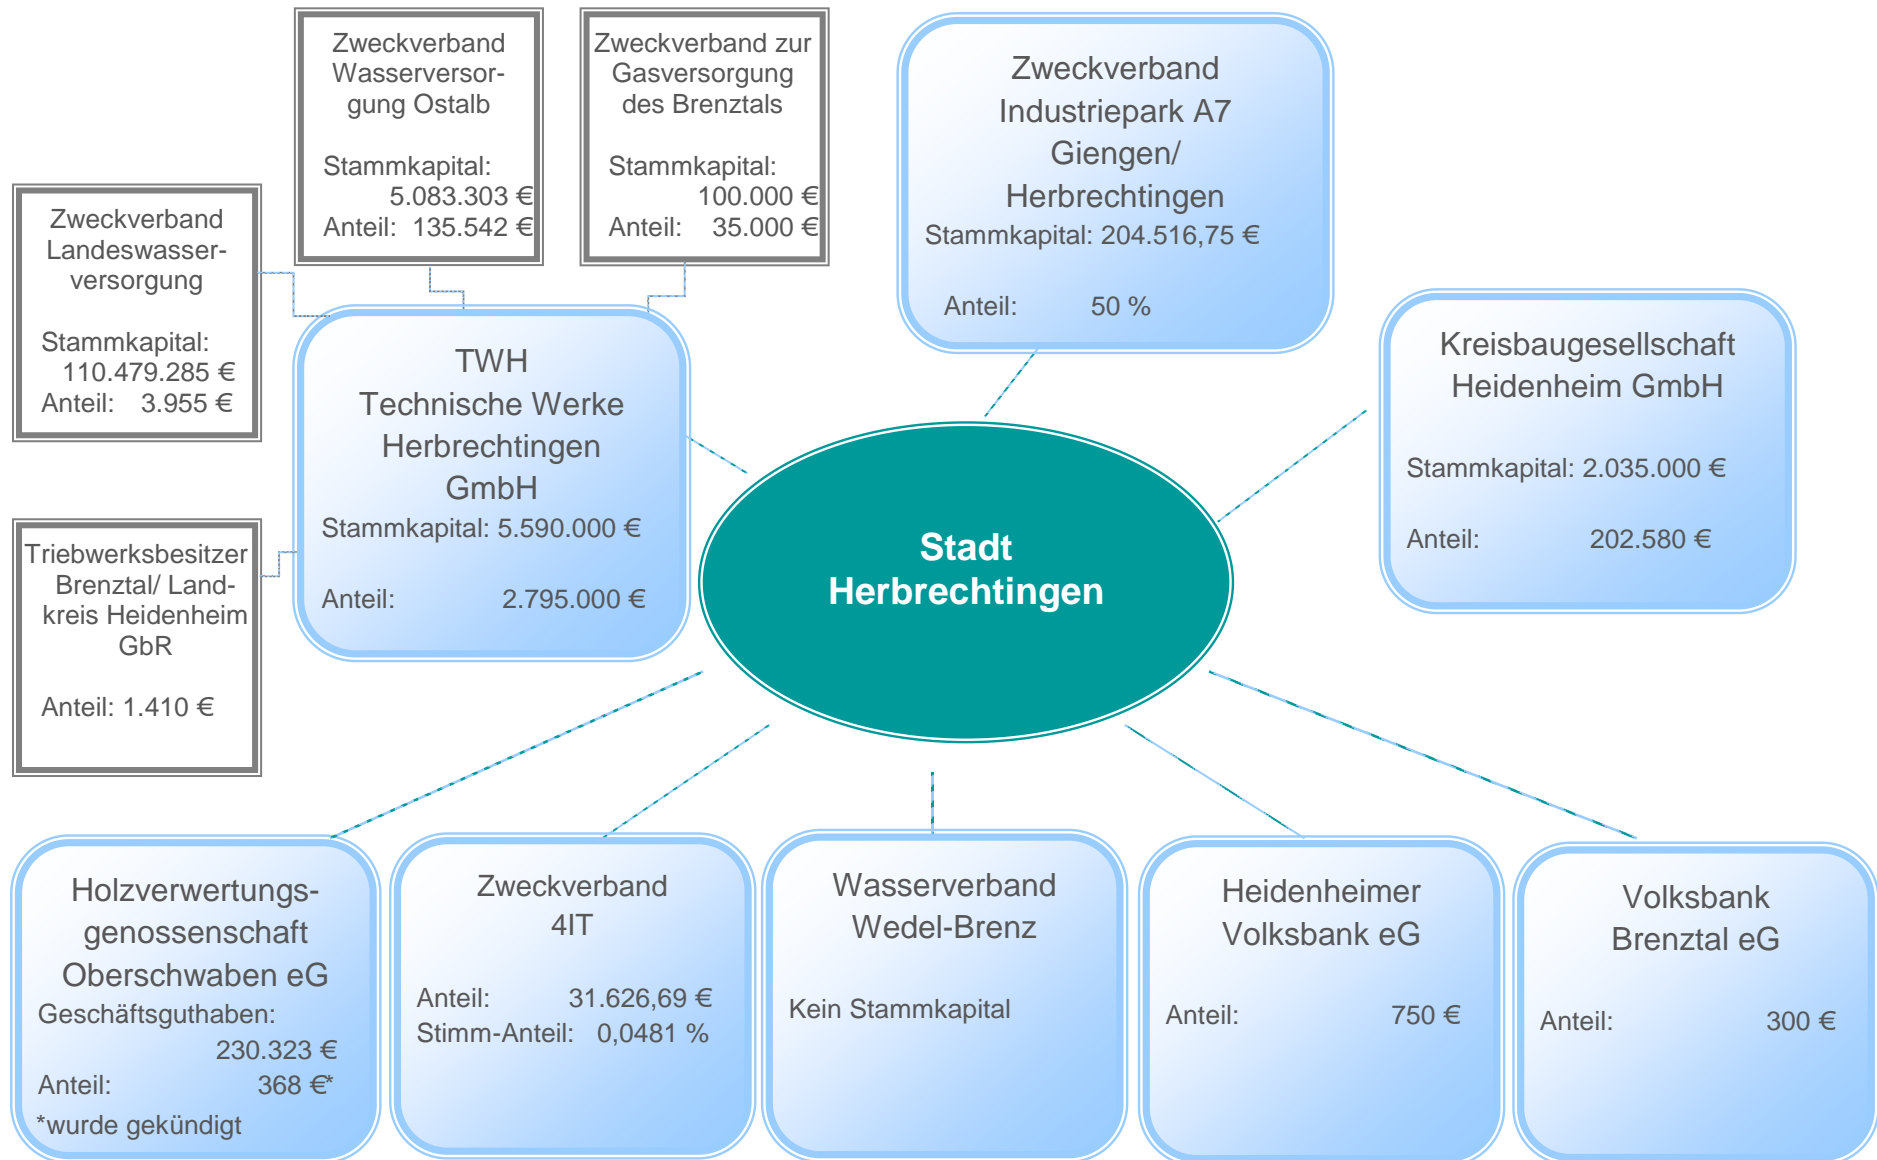 Zweckverband
Wasserversor-
gung Ostalb
Stammkapital:
5.083.303 €
Anteil: 135.542 €
Zweckverband zur
Gasversorgung
des Brenztals
Stammkapital:
100.000 €
Anteil: 35.000 €
Zweckverband
Industriepark A7
Giengen/
Herbrechtingen
Stammkapital: 204.516,75 €
Anteil: 50 %
Zweckverband
Landeswasser-
versorgung
Stammkapital:
110.479.285 €
Anteil: 3.955 €
TWH
Technische Werke
Herbrechtingen
GmbH
Stammkapital: 5.590.000 €
Anteil: 2.795.000 €
Kreisbaugesellschaft
Heidenheim GmbH
Stammkapital: 2.035.000 €
Anteil: 202.580 €
Triebwerksbesitzer
Brenztal/ Land-
kreis Heidenheim
GbR
Anteil: 1.410 €
Stadt
Herbrechtingen
Holzverwertungs-
genossenschaft
Oberschwaben eG
Geschäftsguthaben:
230.323 €
Anteil: 368 €*
*wurde gekündigt
Zweckverband
4IT
Anteil: 31.626,69 €
Stimm-Anteil: 0,0481 %
Wasserverband
Wedel-Brenz
Kein Stammkapital
Heidenheimer
Volksbank eG
Anteil: 750 €
Volksbank
Brenztal eG
Anteil: 300 €